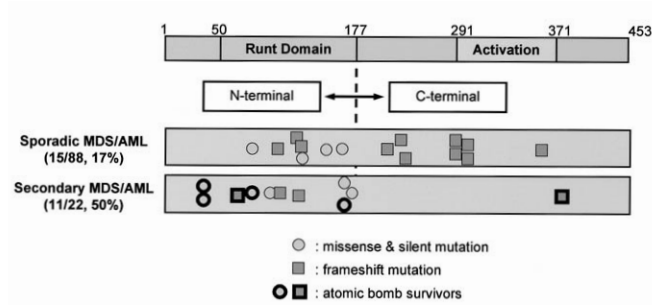 1 50 177 291 371 453
Runt Domain Activation
N-terminal C-terminal
Sporadic MDS/AML
(15/88, 17%)
Secondary MDS/AML
(11/22, 50%)
: missense & silent mutation
: frameshift mutation
: atomic bomb survivors